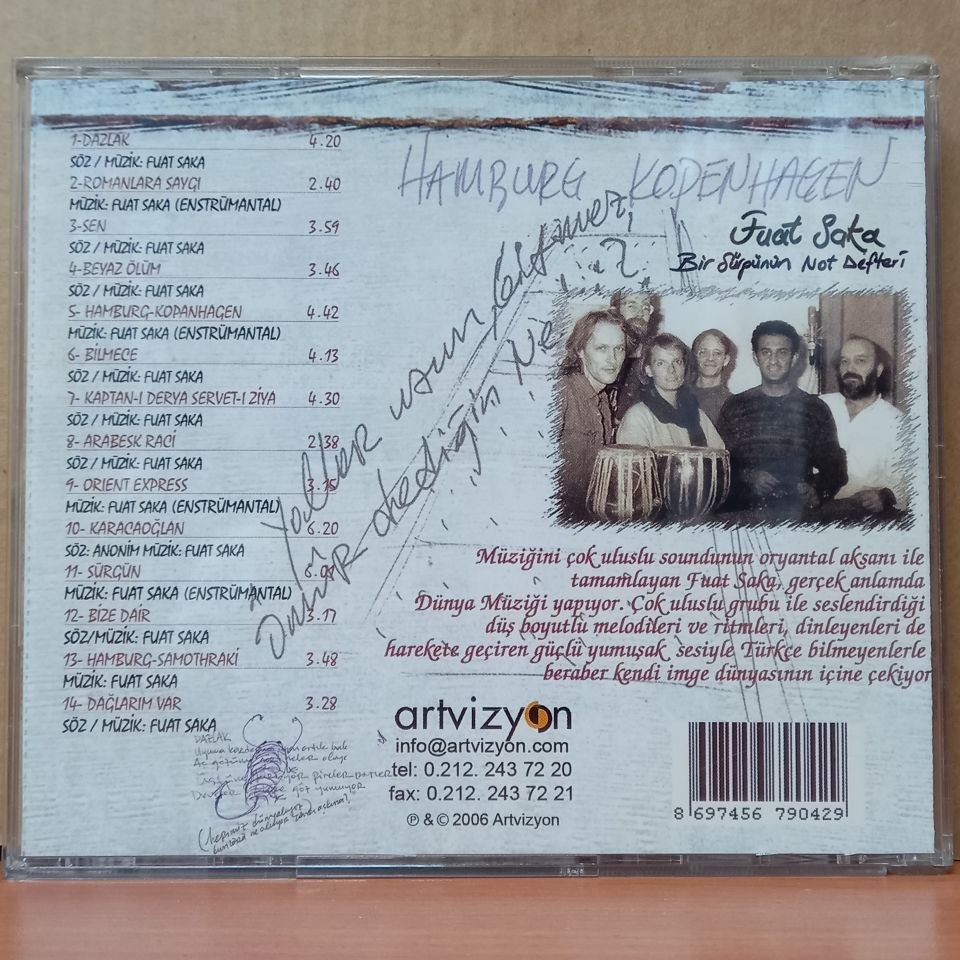 1-DAZLAK 4.20
SÖZ / MÜZİK: FUAT SAKA
2-ROMANLARA SAYGI 2.40
MÜZİK: FUAT SAKA (ENSTRÜMANTAL)
3-SEN 3.59
SÖZ / MÜZİK: FUAT SAKA
4-BEYAZ ÖLÜM 3.46
SÖZ / MÜZİK: FUAT SAKA
5- HAMBURG-KOPANHAGEN 4.42
MÜZİK: FUAT SAKA (ENSTRÜMANTAL)
6- BİLMECE 4.13
SÖZ / MÜZİK: FUAT SAKA
7- KAPTAN-I DERYA SERVET-I ZİYA 4.30
SÖZ / MÜZİK: FUAT SAKA
8- ARABESK RACİ 2.38
SÖZ / MÜZİK: FUAT SAKA
9- ORIENT EXPRESS
MÜZİK: FUAT SAKA (ENSTRÜMANTAL)
10- KARACAOĞLAN 6.20
SÖZ: ANONİM MÜZİK: FUAT SAKA
11- SÜRGÜN
MÜZİK: FUAT SAKA (ENSTRÜMANTAL)
12- BİZE DAİR 3.17
SÖZ/MÜZİK: FUAT SAKA
13- HAMBURG-SAMOTHRAKİ 3.48
MÜZİK: FUAT SAKA
14- DAĞLARIM VAR 3.28
SÖZ / MÜZİK: FUAT SAKA
HAMBURG KOPENHAGEN
Fuat Saka
Bir Sürgünün Not Defteri
Yollar uzun bitmez,
Ömür dediğin Ne ..?
Müziğini çok uluslu soundunun oryantal aksanı ile
tamamlayan Fuat Saka, gerçek anlamda
Dünya Müziği yapıyor. Çok uluslu grubu ile seslendirdiği
düş boyutlu melodileri ve ritmleri, dinleyenleri de
harekete geçiren güçlü yumuşak sesiyle Türkçe bilmeyenlerle
beraber kendi imge dünyasının içine çekiyor
DAZLAK
artvizyon
info@artvizyon.com
tel: 0.212. 243 72 20
fax: 0.212. 243 72 21
℗ & © 2006 Artvizyon
8 697456 790429